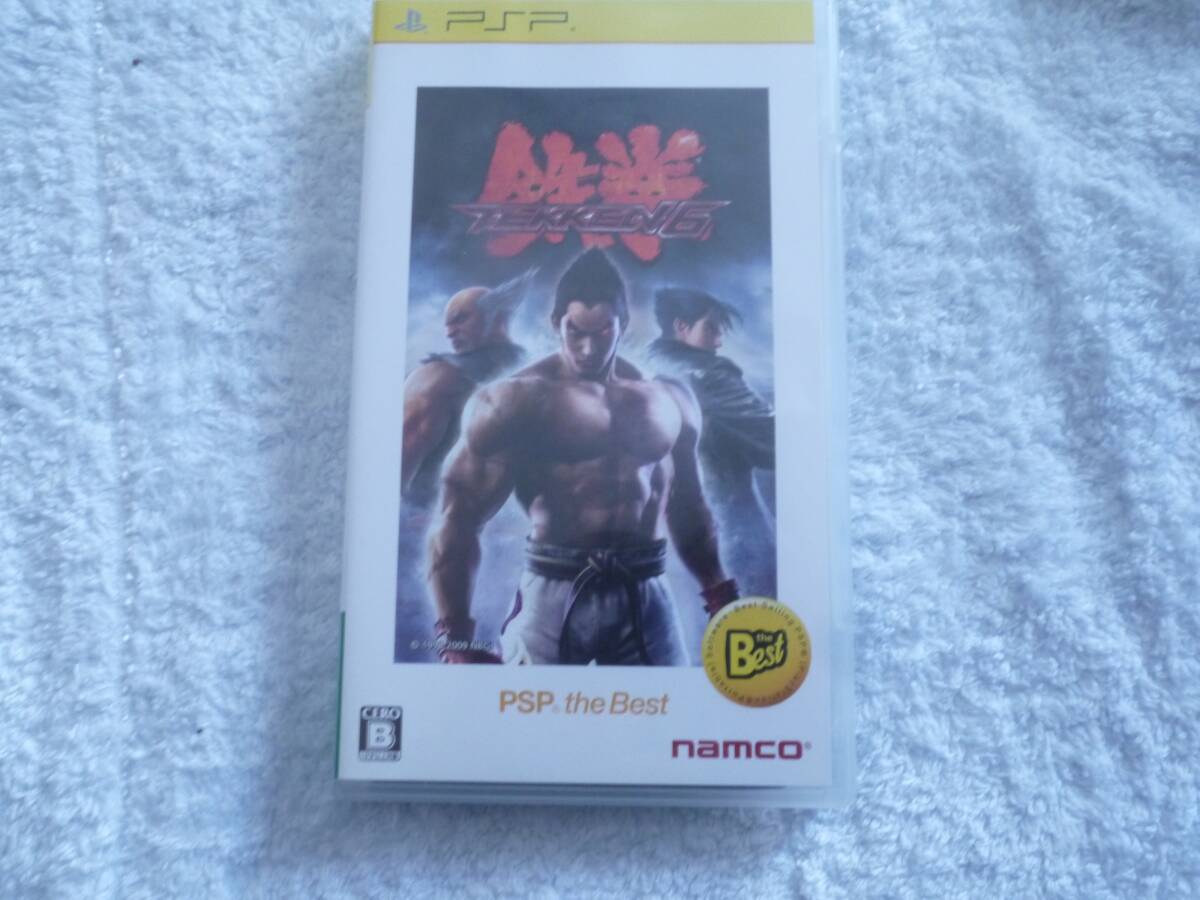 PSP
鉄拳
TEKKEN 6
the
Best
PSP® the Best
CERO
B
namco®